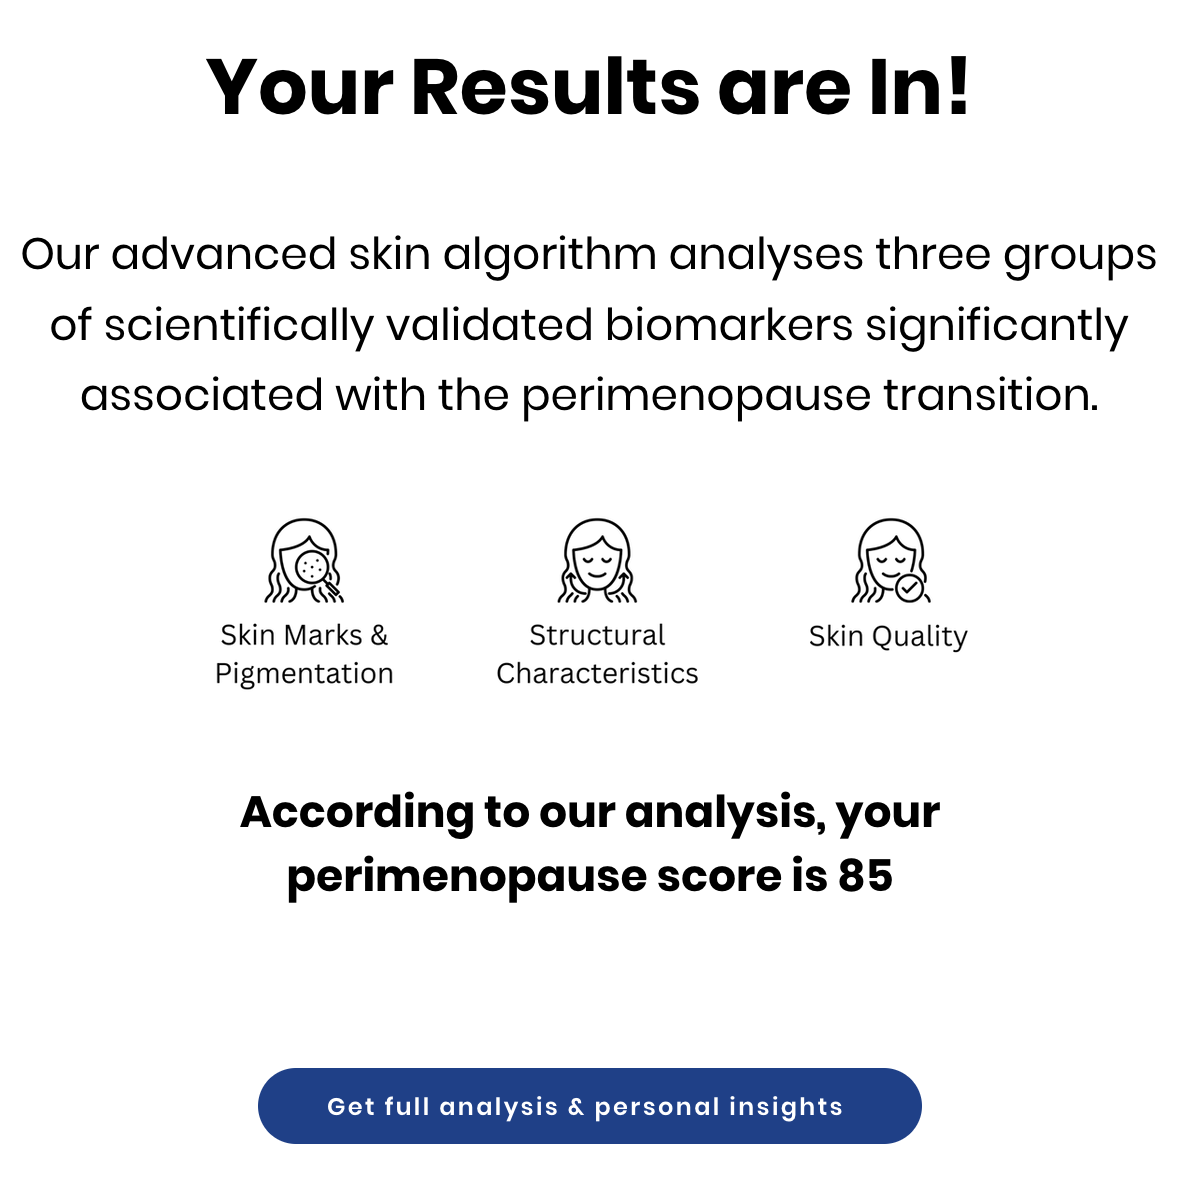 Your Results are In!
Our advanced skin algorithm analyses three groups
of scientifically validated biomarkers significantly
associated with the perimenopause transition.
Skin Marks &
Pigmentation
Structural
Characteristics
Skin Quality
According to our analysis, your
perimenopause score is 85
Get full analysis & personal insights